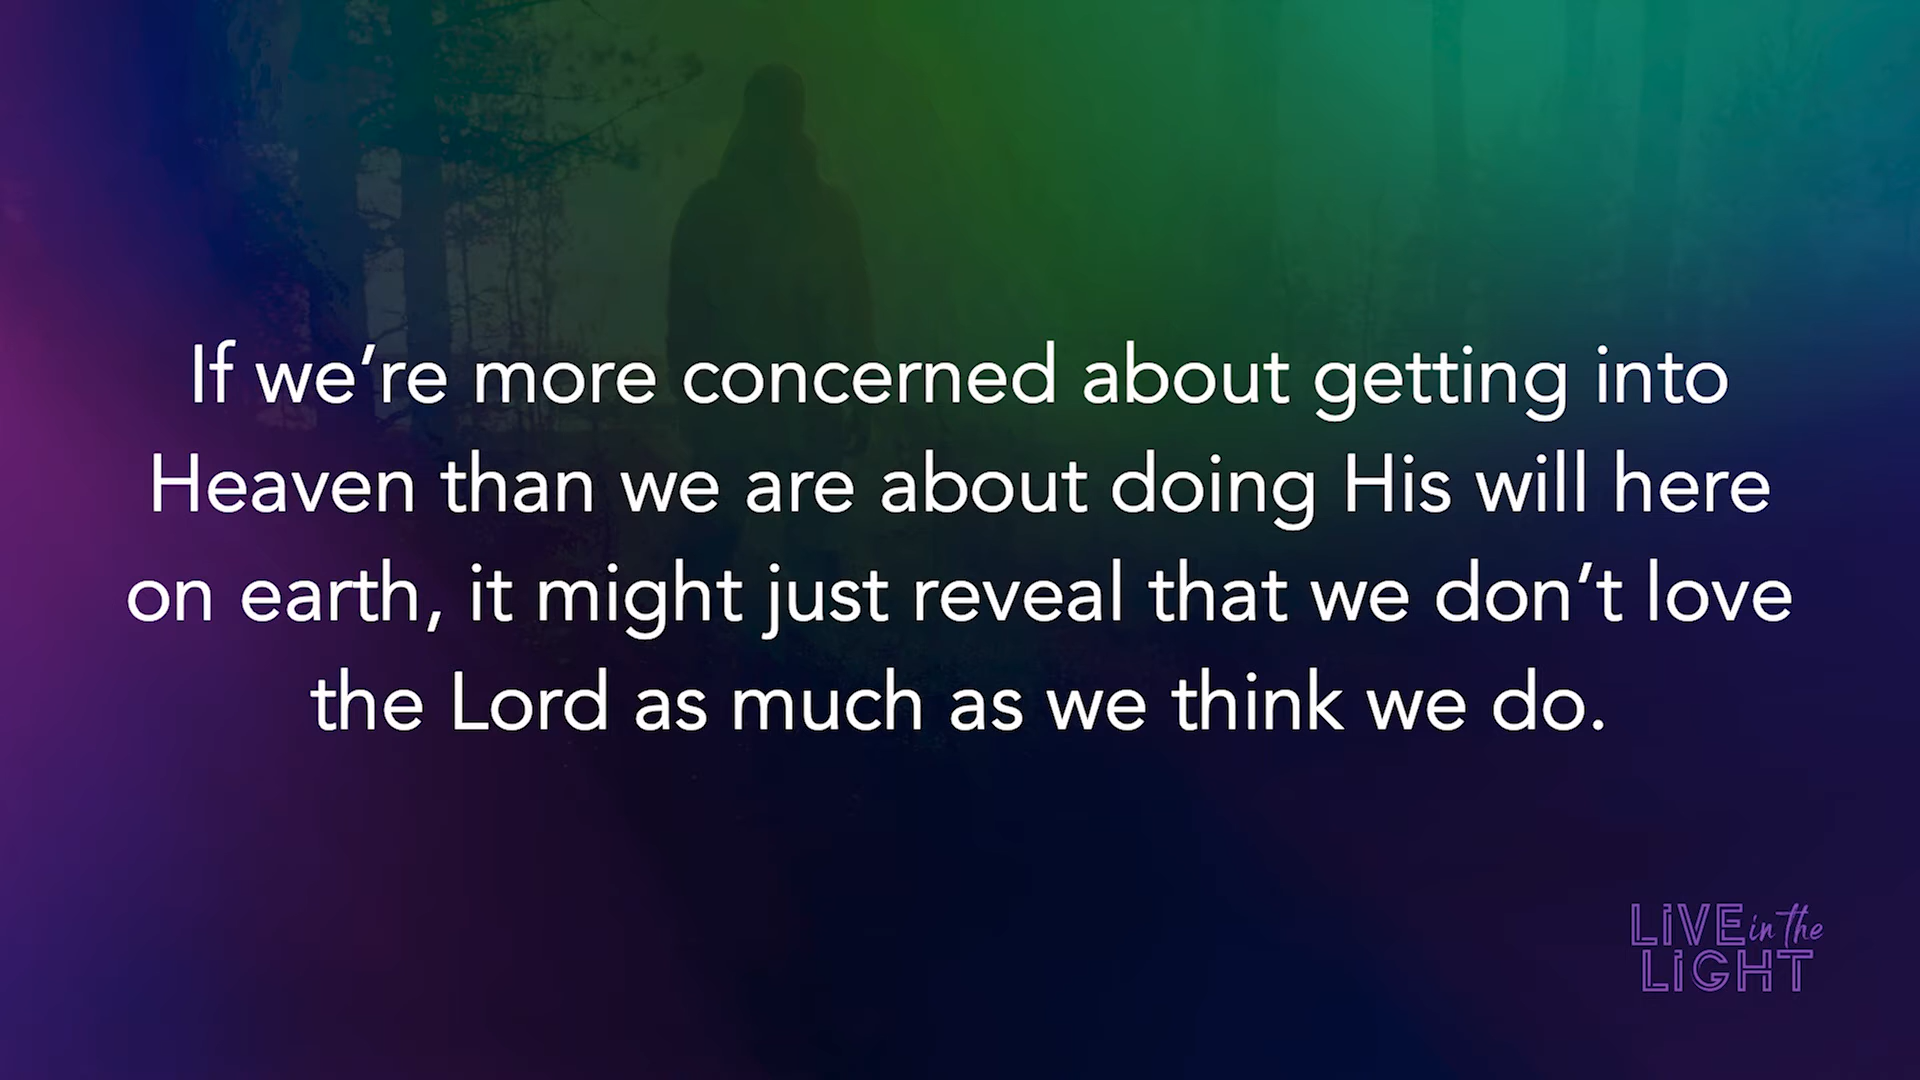 If we’re more concerned about getting into
Heaven than we are about doing His will here
on earth, it might just reveal that we don’t love
the Lord as much as we think we do.
LIVE in the
LIGHT